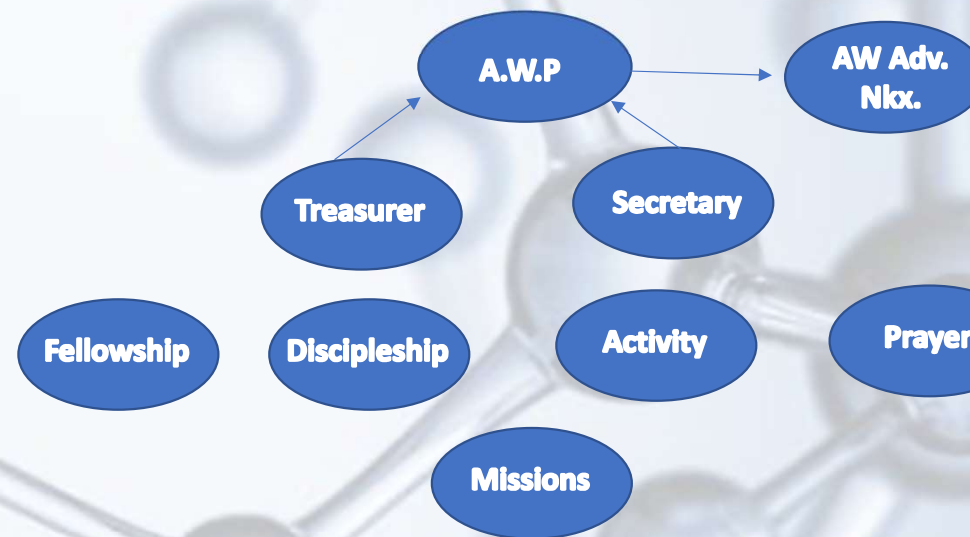 A.W.P
AW Adv.
Nkx.
Treasurer
Secretary
Fellowship
Discipleship
Activity
Prayer
Missions